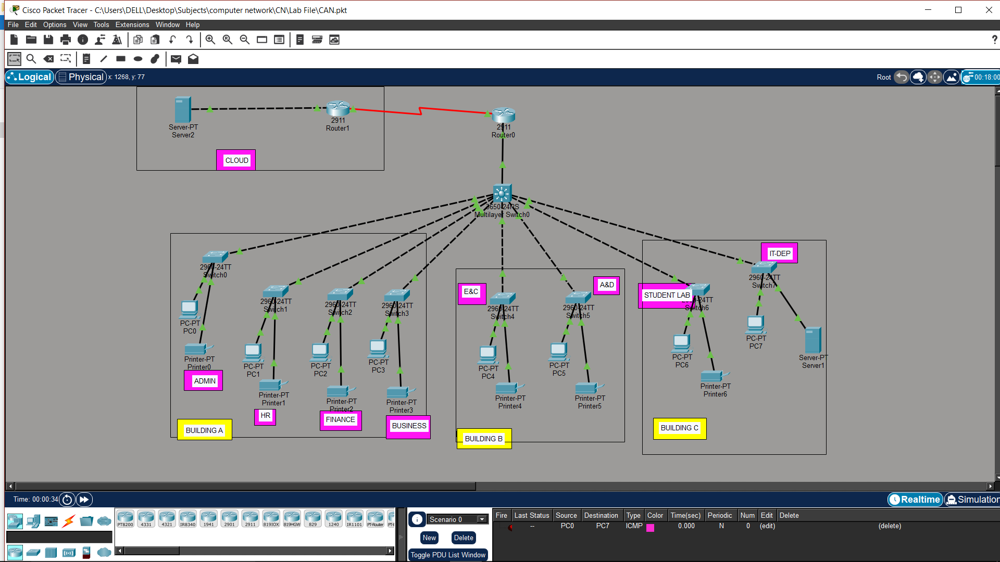 Cisco Packet Tracer - C:\Users\DELL\Desktop\Subjects\computer network\CN\Lab File\CAN.pkt
File Edit Options View Tools Extensions Window Help
?
Logical Physical x: 1268, y: 77
Root 00:18:00
Server-PT
Server2
2911
Router1
2911
Router0
CLOUD
3650-24PS
Multilayer Switch0
2960-24TT
Switch0
PC-PT
PC0
Printer-PT
Printer0
ADMIN
2960-24TT
Switch1
PC-PT
PC1
Printer-PT
Printer1
HR
2960-24TT
Switch2
PC-PT
PC2
Printer-PT
Printer2
FINANCE
2960-24TT
Switch3
PC-PT
PC3
Printer-PT
Printer3
BUSINESS
BUILDING A
E&C
2960-24TT
Switch4
PC-PT
PC4
Printer-PT
Printer4
A&D
2960-24TT
Switch5
PC-PT
PC5
Printer-PT
Printer5
BUILDING B
STUDENT LAB
2960-24TT
Switch6
PC-PT
PC6
Printer-PT
Printer6
IT-DEP
2960-24TT
Switch7
PC-PT
PC7
Server-PT
Server1
BUILDING C
Time: 00:00:34
Realtime Simulation
PT8200 4331 4321 IR8340 1941 2901 2911 819IOX 819HGW 829 1240 IR1101 PT-Router PT-E
Scenario 0
New Delete
Toggle PDU List Window
Fire Last Status Source Destination Type Color Time(sec) Periodic Num Edit Delete
-- PC0 PC7 ICMP 0.000 N 0 (edit) (delete)